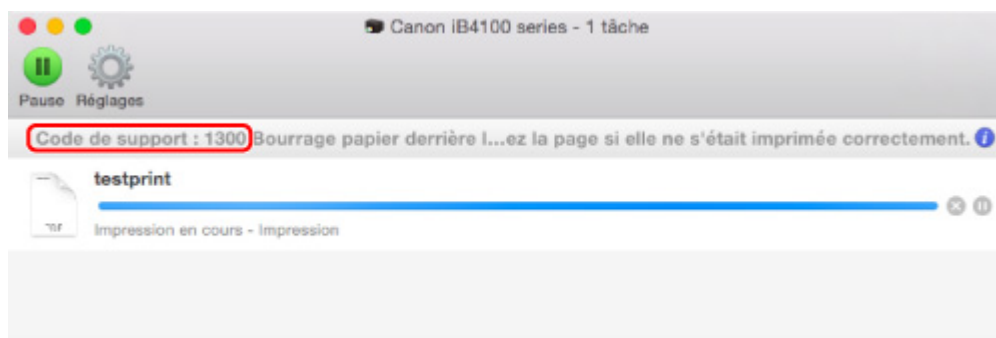 Canon iB4100 series - 1 tâche
Pause Réglages
Code de support : 1300 Bourrage papier derrière l...ez la page si elle ne s'était imprimée correctement.
testprint
Impression en cours - Impression